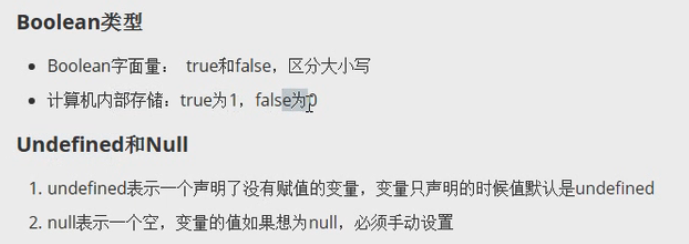 Boolean类型
Boolean字面量： true和false，区分大小写
计算机内部存储：true为1，false为0
Undefined和Null
1. undefined表示一个声明了没有赋值的变量，变量只声明的时候值默认是undefined
2. null表示一个空，变量的值如果想为null，必须手动设置